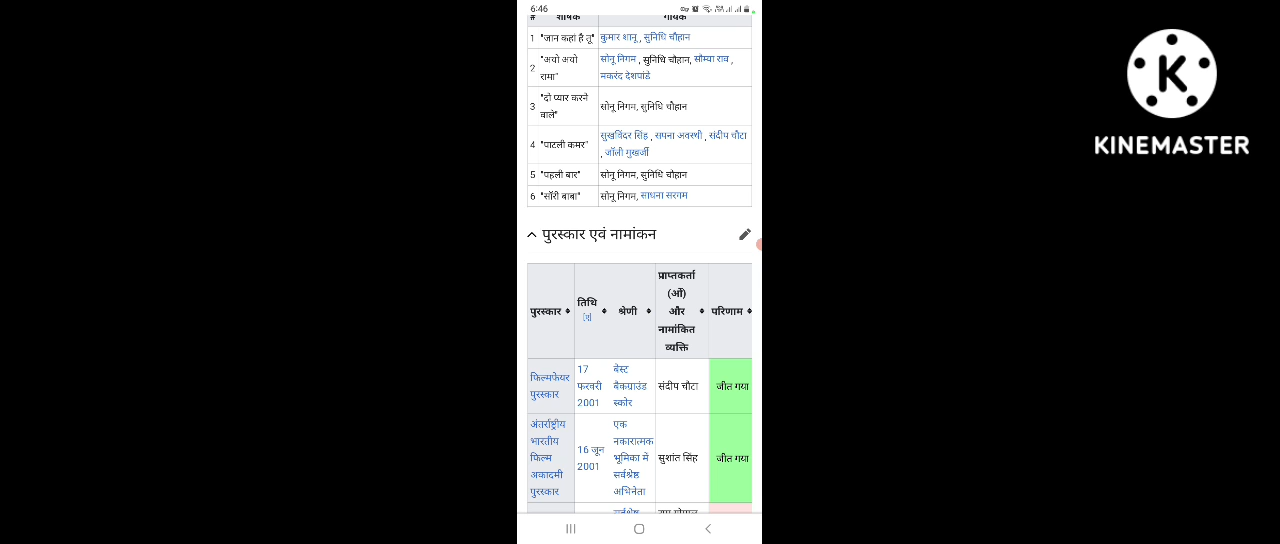 6:46
# शीर्षक गायक
1 "जान कहां है तू" कुमार शानू , सुनिधि चौहान
2 "अयो अयो रामा" सोनू निगम , सुनिधि चौहान, सौम्या राव , मकरंद देशपांडे
3 "दो प्यार करने वाले" सोनू निगम, सुनिधि चौहान
4 "पाटली कमर" सुखविंदर सिंह , सपना अवस्थी , संदीप चौटा , जॉली मुखर्जी
5 "पहली बार" सोनू निगम, सुनिधि चौहान
6 "सॉरी बाबा" सोनू निगम, साधना सरगम
पुरस्कार एवं नामांकन
पुरस्कार तिथि [ए] श्रेणी प्राप्तकर्ता (ओं) और नामांकित व्यक्ति परिणाम
फिल्मफेयर पुरस्कार 17 फरवरी 2001 बेस्ट बैकग्राउंड स्कोर संदीप चौटा जीत गया
अंतर्राष्ट्रीय भारतीय फिल्म अकादमी पुरस्कार 16 जून 2001 एक नकारात्मक भूमिका में सर्वश्रेष्ठ अभिनेता सुशांत सिंह जीत गया
K
KINEMASTER